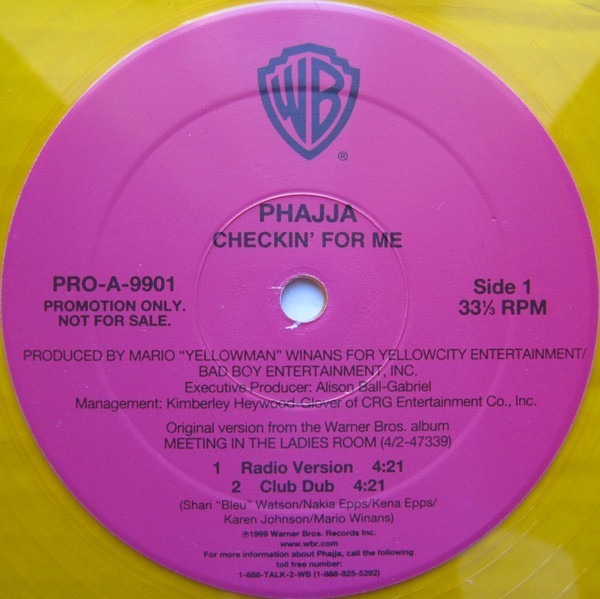 WB
®
PHAJJA
CHECKIN' FOR ME
PRO-A-9901
PROMOTION ONLY.
NOT FOR SALE.
Side 1
33⅓ RPM
PRODUCED BY MARIO "YELLOWMAN" WINANS FOR YELLOWCITY ENTERTAINMENT/
BAD BOY ENTERTAINMENT, INC.
Executive Producer: Alison Ball-Gabriel
Management: Kimberley Heywood-Glover of CRG Entertainment Co., Inc.
Original version from the Warner Bros. album
MEETING IN THE LADIES ROOM (4/2-47339)
1 Radio Version 4:21
2 Club Dub 4:21
(Shari "Bleu" Watson/Nakia Epps/Kena Epps/
Karen Johnson/Mario Winans)
℗1999 Warner Bros. Records Inc.
www.wbr.com
For more information about Phajja, call the following
toll free number:
1-888-TALK-2-WB (1-888-825-5292)